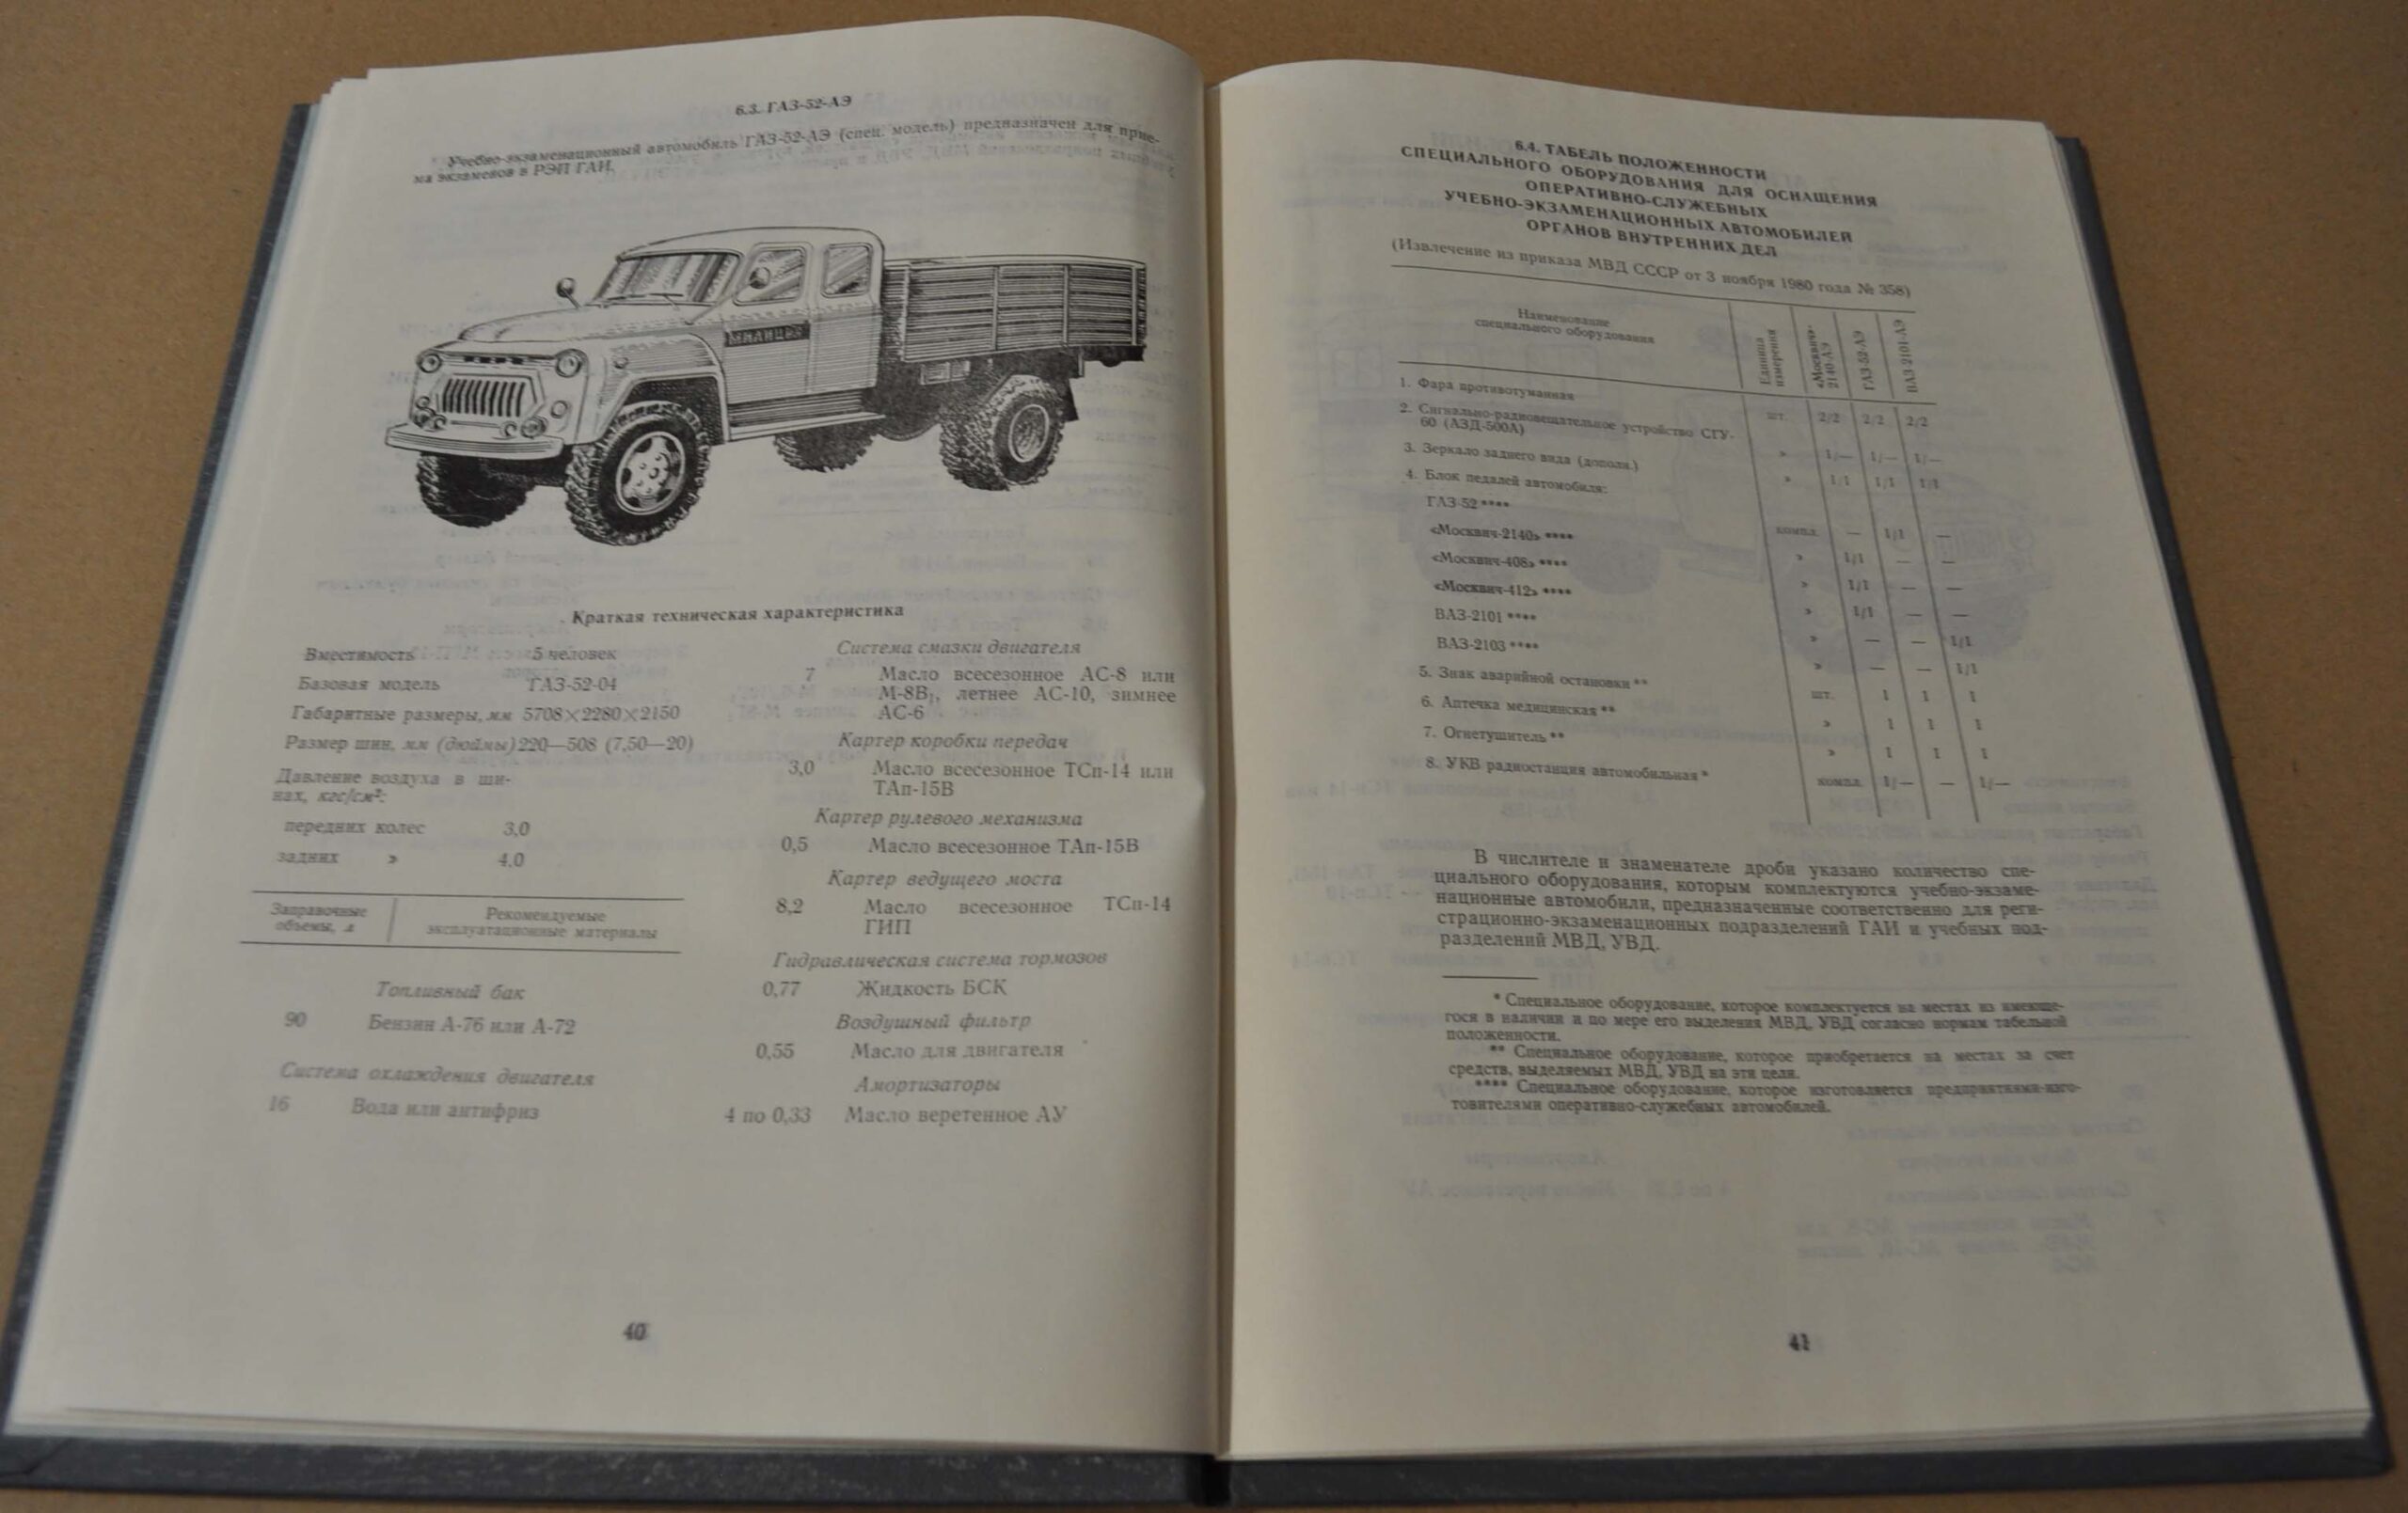 6.3. ГАЗ-52-АЭ
Учебно-экзаменационный автомобиль ГАЗ-52-АЭ (спец. модель) предназначен для прие-
ма экзаменов в РЭП ГАИ.
МИЛИЦИЯ
Краткая техническая характеристика
Вместимость 5 человек
Базовая модель ГАЗ-52-04
Габаритные размеры, мм 5708×2280×2150
Размер шин, мм (дюймы) 220—508 (7,50—20)
Давление воздуха в ши-
нах, кгс/см²:
передних колес 3,0
задних » 4,0
Заправочные объемы, л
Рекомендуемые эксплуатационные материалы
Топливный бак
90 Бензин А-76 или А-72
Система охлаждения двигателя
16 Вода или антифриз
Система смазки двигателя
7 Масло всесезонное АС-8 или
М-8В₁, летнее АС-10, зимнее
АС-6
Картер коробки передач
3,0 Масло всесезонное ТСп-14 или
ТАп-15В
Картер рулевого механизма
0,5 Масло всесезонное ТАп-15В
Картер ведущего моста
8,2 Масло всесезонное ТСп-14
ГИП
Гидравлическая система тормозов
0,77 Жидкость БСК
Воздушный фильтр
0,55 Масло для двигателя
Амортизаторы
4 по 0,33 Масло веретенное АУ
40
6.4. ТАБЕЛЬ ПОЛОЖЕННОСТИ
СПЕЦИАЛЬНОГО ОБОРУДОВАНИЯ ДЛЯ ОСНАЩЕНИЯ
ОПЕРАТИВНО-СЛУЖЕБНЫХ
УЧЕБНО-ЭКЗАМЕНАЦИОННЫХ АВТОМОБИЛЕЙ
ОРГАНОВ ВНУТРЕННИХ ДЕЛ
(Извлечение из приказа МВД СССР от 3 ноября 1980 года № 358)
Наименование
специального оборудования
Единица
измерения
«Москвич»-
2140-АЭ
ГАЗ-52-АЭ
ВАЗ-2101-АЭ
1. Фара противотуманная шт. 2/2 2/2 2/2
2. Сигнально-радиовещательное устройство СГУ-
60 (АЗД-500А) » 1/— 1/— 1/—
3. Зеркало заднего вида (дополн.) » 1/1 1/1 1/1
4. Блок педалей автомобиля:
ГАЗ-52 **** компл. — 1/1 —
«Москвич-2140» **** » 1/1 — —
«Москвич-408» **** » 1/1 — —
«Москвич-412» **** » 1/1 — —
ВАЗ-2101 **** » — — 1/1
ВАЗ-2103 **** » — — 1/1
5. Знак аварийной остановки ** шт. 1 1 1
6. Аптечка медицинская ** » 1 1 1
7. Огнетушитель ** » 1 1 1
8. УКВ радиостанция автомобильная * компл. 1/— — 1/—
В числителе и знаменателе дроби указано количество спе-
циального оборудования, которым комплектуются учебно-экзаме-
национные автомобили, предназначенные соответственно для реги-
страционно-экзаменационных подразделений ГАИ и учебных под-
разделений МВД, УВД.
* Специальное оборудование, которое комплектуется на местах из имеюще-
гося в наличии и по мере его выделения МВД, УВД согласно нормам табельной
положенности.
** Специальное оборудование, которое приобретается на местах за счет
средств, выделяемых МВД, УВД на эти цели.
**** Специальное оборудование, которое изготовляется предприятиями-изго-
товителями оперативно-служебных автомобилей.
41